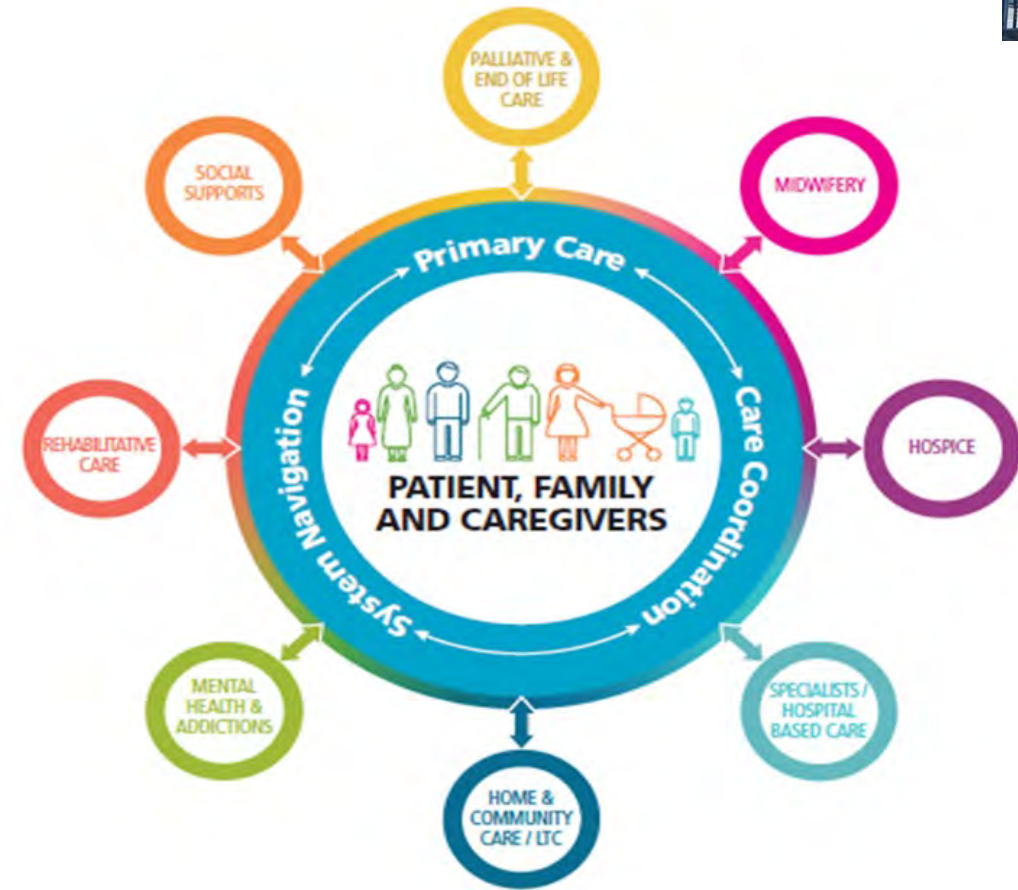 PALLIATIVE &
END OF LIFE
CARE
SOCIAL
SUPPORTS
MIDWIFERY
Primary Care
REHABILITATIVE
CARE
System Navigation
Care Coordination
HOSPICE
PATIENT, FAMILY
AND CAREGIVERS
MENTAL
HEALTH &
ADDICTIONS
SPECIALISTS /
HOSPITAL
BASED CARE
HOME &
COMMUNITY
CARE / LTC